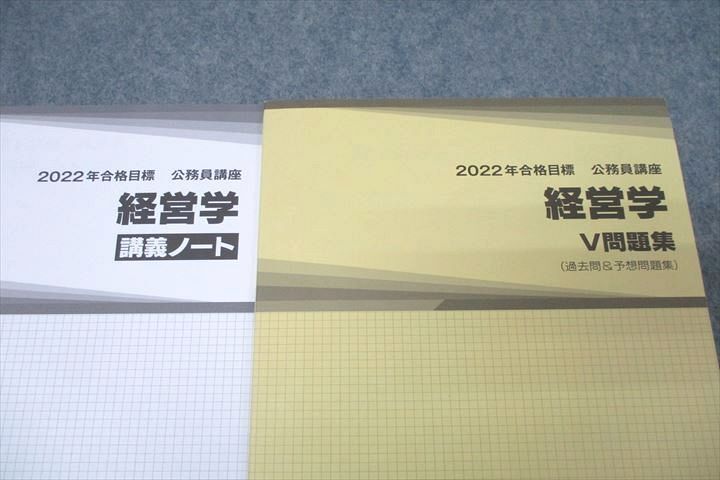 2022年合格目標 公務員講座
経営学
講義ノート
2022年合格目標 公務員講座
経営学
V問題集
(過去問&予想問題集)